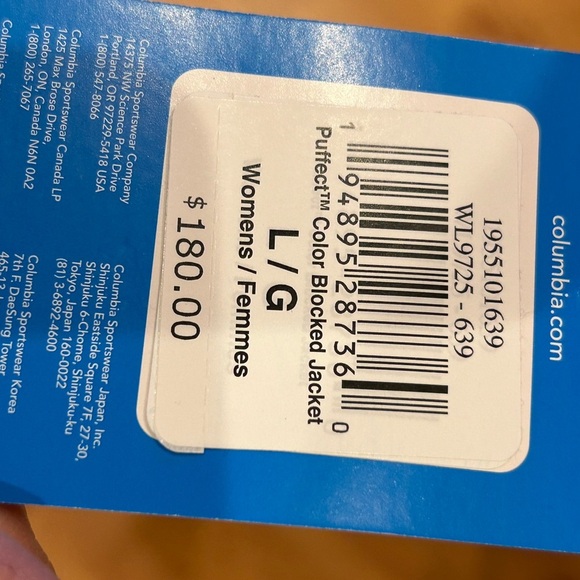 columbia.com
1955101639
WL9725 - 639
1 94895 28736 0
Puffect™ Color Blocked Jacket
L / G
Womens / Femmes
$180.00
Columbia Sportswear Company
14375 NW Science Park Drive
Portland, OR 97229-5418 USA
1-(800) 547-8066
Columbia Sportswear Canada LP
1425 Max Brose Drive,
London, ON, Canada N6N 0A2
1-(800) 265-7067
Columbia
Columbia Sportswear Japan, Inc.
Shinjuku Eastside Square 7F, 27-30,
Shinjuku 6-Chome, Shinjuku-ku
Tokyo, Japan 160-0022
(81) 3-6892-4600
Columbia Sportswear Korea
7th F, DaeSung Tower